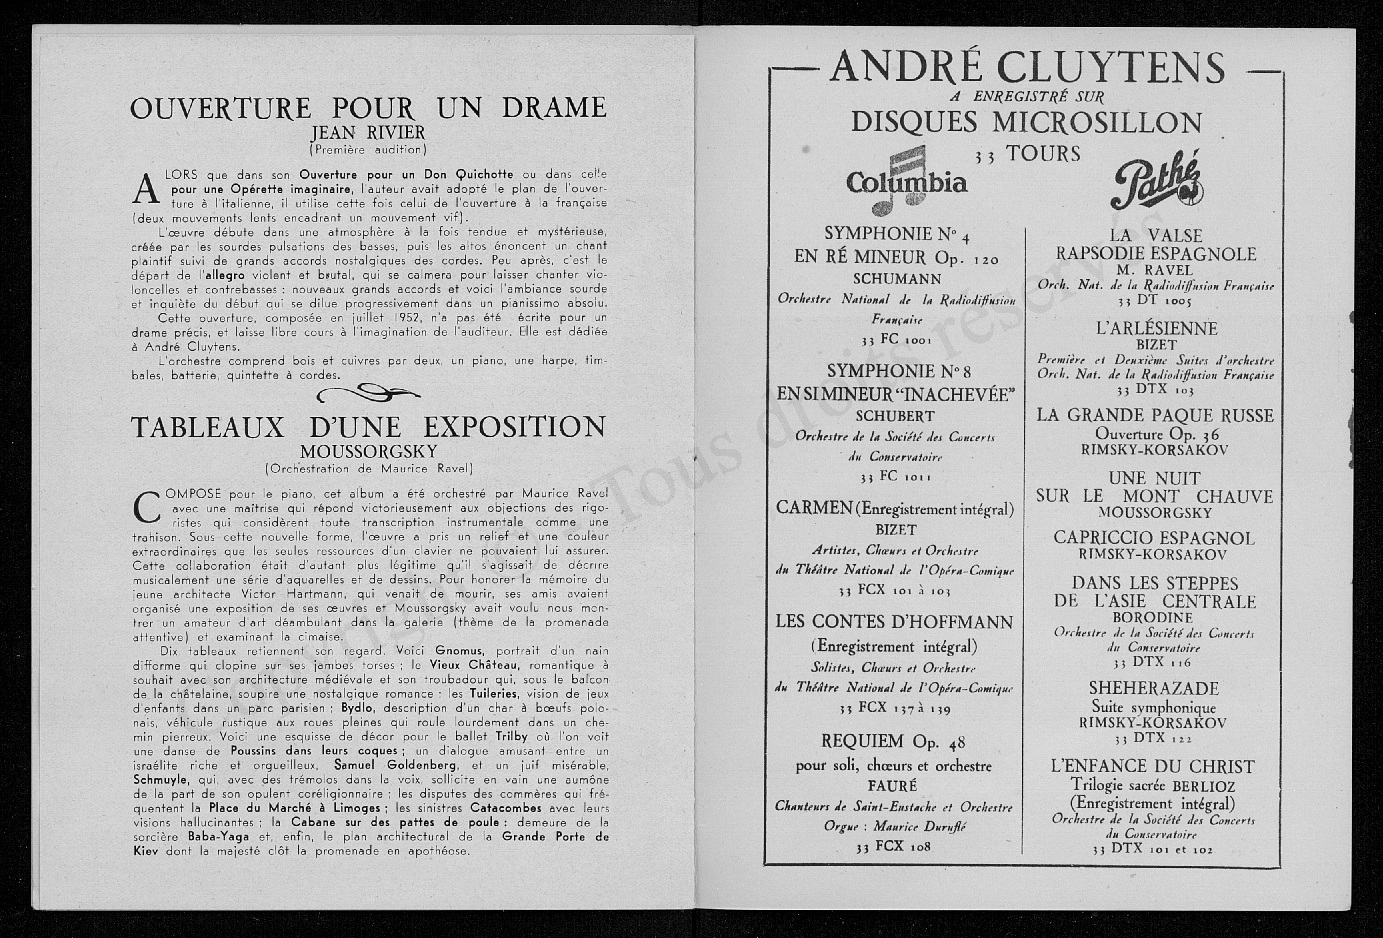 OUVERTURE POUR UN DRAME
JEAN RIVIER
(Première audition)
ALORS que dans son Ouverture pour un Don Quichotte ou dans celle
pour une Opérette imaginaire, l'auteur avait adopté le plan de l'ouver-
ture à l'italienne, il utilise cette fois celui de l'ouverture à la française
(deux mouvements lents encadrant un mouvement vif).
L'œuvre débute dans une atmosphère à la fois tendue et mystérieuse,
créée par les sourdes pulsations des basses, puis les altos énoncent un chant
plaintif suivi de grands accords nostalgiques des cordes. Peu après, c'est le
départ de l'allegro violent et brutal, qui se calmera pour laisser chanter vio-
loncelles et contrebasses : nouveaux grands accords et voici l'ambiance sourde
et inquiète du début qui se dilue progressivement dans un pianissimo absolu.
Cette ouverture, composée en juillet 1952, n'a pas été écrite pour un
drame précis, et laisse libre cours à l'imagination de l'auditeur. Elle est dédiée
à André Cluytens.
L'orchestre comprend bois et cuivres par deux, un piano, une harpe, tim-
bales, batterie, quintette à cordes.
TABLEAUX D'UNE EXPOSITION
MOUSSORGSKY
(Orchestration de Maurice Ravel)
COMPOSE pour le piano, cet album a été orchestré par Maurice Ravel
avec une maîtrise qui répond victorieusement aux objections des rigo-
ristes qui considèrent toute transcription instrumentale comme une
trahison. Sous cette nouvelle forme, l'œuvre a pris un relief et une couleur
extraordinaires que les seules ressources d'un clavier ne pouvaient lui assurer.
Cette collaboration était d'autant plus légitime qu'il s'agissait de décrire
musicalement une série d'aquarelles et de dessins. Pour honorer la mémoire du
jeune architecte Victor Hartmann, qui venait de mourir, ses amis avaient
organisé une exposition de ses œuvres et Moussorgsky avait voulu nous mon-
trer un amateur d'art déambulant dans la galerie (thème de la promenade
attentive) et examinant la cimaise.
Dix tableaux retiennent son regard. Voici Gnomus, portrait d'un nain
difforme qui clopine sur ses jambes torses ; le Vieux Château, romantique à
souhait avec son architecture médiévale et son troubadour qui, sous le balcon
de la châtelaine, soupire une nostalgique romance ; les Tuileries, vision de jeux
d'enfants dans un parc parisien ; Bydlo, description d'un char à bœufs polo-
nais, véhicule rustique aux roues pleines qui roule lourdement dans un che-
min pierreux. Voici une esquisse de décor pour le ballet Trilby où l'on voit
une danse de Poussins dans leurs coques ; un dialogue amusant entre un
israélite riche et orgueilleux, Samuel Goldenberg, et un juif misérable,
Schmuyle, qui, avec des trémolos dans la voix, sollicite en vain une aumône
de la part de son opulent coréligionnaire ; les disputes des commères qui fré-
quentent la Place du Marché à Limoges ; les sinistres Catacombes avec leurs
visions hallucinantes ; la Cabane sur des pattes de poule : demeure de la
sorcière Baba-Yaga et, enfin, le plan architectural de la Grande Porte de
Kiev dont la majesté clôt la promenade en apothéose.
ANDRÉ CLUYTENS
A ENREGISTRÉ SUR
DISQUES MICROSILLON
33 TOURS
Columbia
SYMPHONIE N° 4
EN RÉ MINEUR Op. 120
SCHUMANN
Orchestre National de la Radiodiffusion
Française
33 FC 1001
SYMPHONIE N° 8
EN SI MINEUR "INACHEVÉE"
SCHUBERT
Orchestre de la Société des Concerts
du Conservatoire
33 FC 1011
CARMEN (Enregistrement intégral)
BIZET
Artistes, Chœurs et Orchestre
du Théâtre National de l'Opéra-Comique
33 FCX 101 à 103
LES CONTES D'HOFFMANN
(Enregistrement intégral)
Solistes, Chœurs et Orchestre
du Théâtre National de l'Opéra-Comique
33 FCX 137 à 139
REQUIEM Op. 48
pour soli, chœurs et orchestre
FAURÉ
Chanteurs de Saint-Eustache et Orchestre
Orgue : Maurice Duruflé
33 FCX 108
Pathé
LA VALSE
RAPSODIE ESPAGNOLE
M. RAVEL
Orch. Nat. de la Radiodiffusion Française
33 DT 1005
L'ARLÉSIENNE
BIZET
Première et Deuxième Suites d'orchestre
Orch. Nat. de la Radiodiffusion Française
33 DTX 103
LA GRANDE PAQUE RUSSE
Ouverture Op. 36
RIMSKY-KORSAKOV
UNE NUIT
SUR LE MONT CHAUVE
MOUSSORGSKY
CAPRICCIO ESPAGNOL
RIMSKY-KORSAKOV
DANS LES STEPPES
DE L'ASIE CENTRALE
BORODINE
Orchestre de la Société des Concerts
du Conservatoire
33 DTX 116
SHEHERAZADE
Suite symphonique
RIMSKY-KORSAKOV
33 DTX 122
L'ENFANCE DU CHRIST
Trilogie sacrée BERLIOZ
(Enregistrement intégral)
Orchestre de la Société des Concerts
du Conservatoire
33 DTX 101 et 102
Tous droits réservés